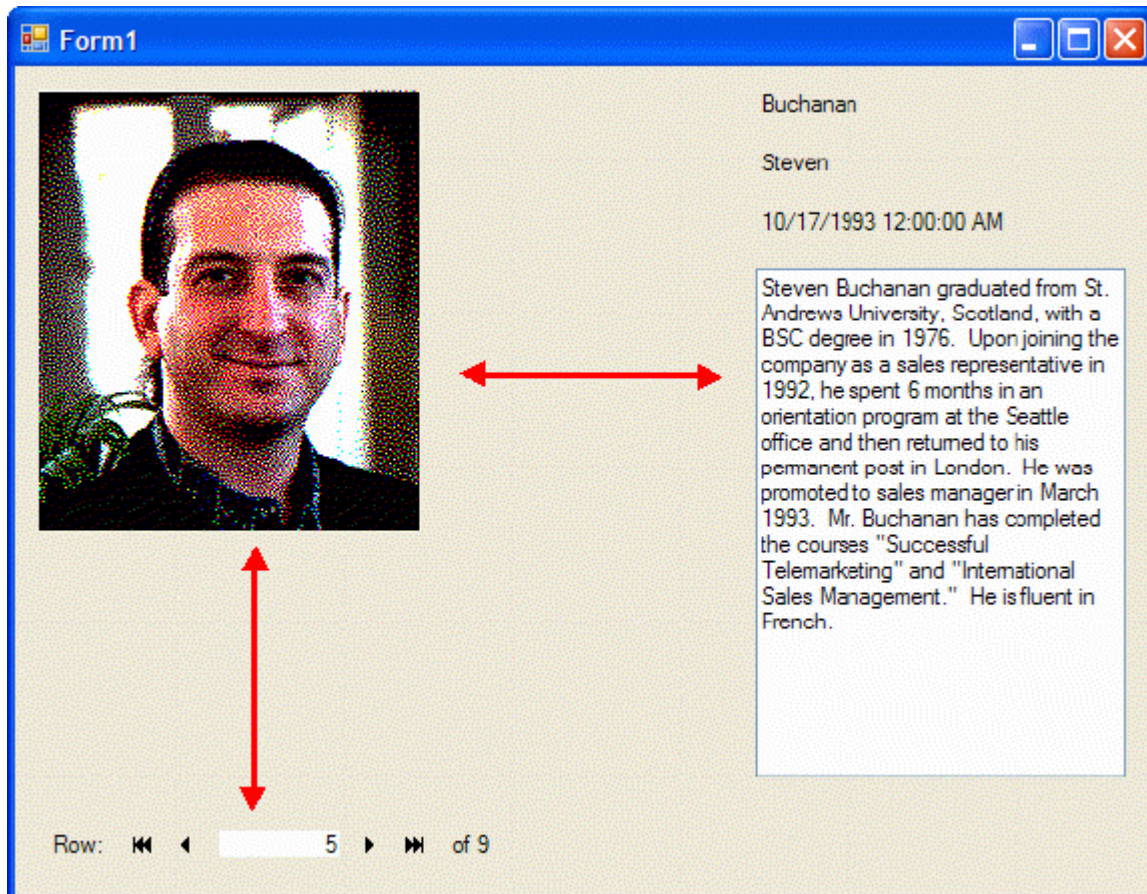 Form1
Buchanan
Steven
10/17/1993 12:00:00 AM
Steven Buchanan graduated from St.
Andrews University, Scotland, with a
BSC degree in 1976.  Upon joining the
company as a sales representative in
1992, he spent 6 months in an
orientation program at the Seattle
office and then returned to his
permanent post in London.  He was
promoted to sales manager in March
1993.  Mr. Buchanan has completed
the courses "Successful
Telemarketing" and "International
Sales Management."  He is fluent in
French.
Row: 5 of 9